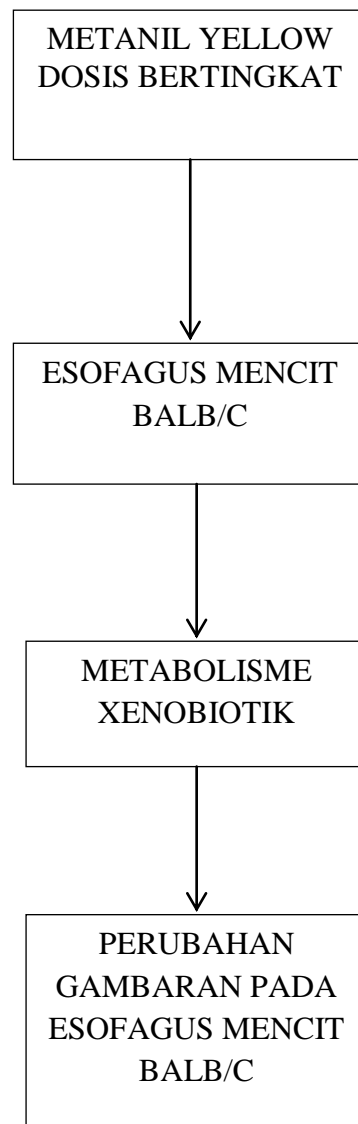 METANIL YELLOW
DOSIS BERTINGKAT
ESOFAGUS MENCIT
BALB/C
METABOLISME
XENOBIOTIK
PERUBAHAN
GAMBARAN PADA
ESOFAGUS MENCIT
BALB/C